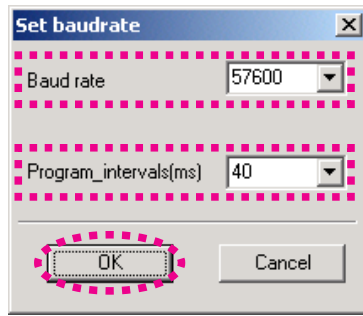 Set baudrate
Baud rate 57600
Program_intervals(ms) 40
OK Cancel